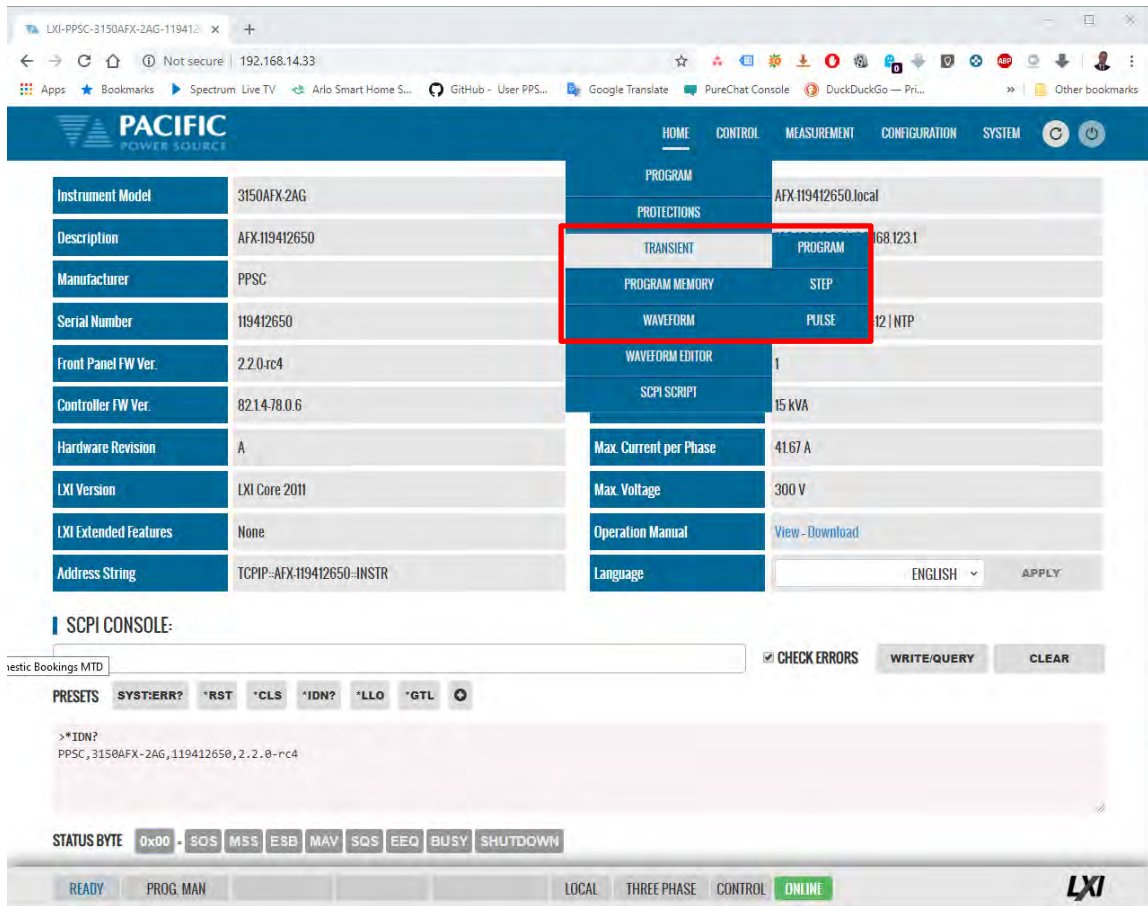 LXI-PPSC-3150AFX-2AG-119412
Not secure | 192.168.14.33
Apps Bookmarks Spectrum Live TV Arlo Smart Home S... GitHub - User PPS... Google Translate PureChat Console DuckDuckGo — Pri... » Other bookmarks
PACIFIC
POWER SOURCE
HOME CONTROL MEASUREMENT CONFIGURATION SYSTEM
PROGRAM
PROTECTIONS
TRANSIENT PROGRAM
PROGRAM MEMORY STEP
WAVEFORM PULSE
WAVEFORM EDITOR
SCPI SCRIPT
Instrument Model 3150AFX-2AG AFX-119412650.local
Description AFX-119412650 168.123.1
Manufacturer PPSC
Serial Number 119412650 12 | NTP
Front Panel FW Ver. 2.2.0-rc4 1
Controller FW Ver. 82.1.4-78.0.6 15 kVA
Hardware Revision A Max. Current per Phase 41.67 A
LXI Version LXI Core 2011 Max. Voltage 300 V
LXI Extended Features None Operation Manual View - Download
Address String TCPIP::AFX-119412650::INSTR Language ENGLISH APPLY
SCPI CONSOLE:
nestic Bookings MTD CHECK ERRORS WRITE/QUERY CLEAR
PRESETS SYST:ERR? *RST *CLS *IDN? *LLO *GTL
>*IDN?
PPSC,3150AFX-2AG,119412650,2.2.0-rc4
STATUS BYTE 0x00 - SOS MSS ESB MAV SQS EEQ BUSY SHUTDOWN
READY PROG. MAN LOCAL THREE PHASE CONTROL ONLINE LXI